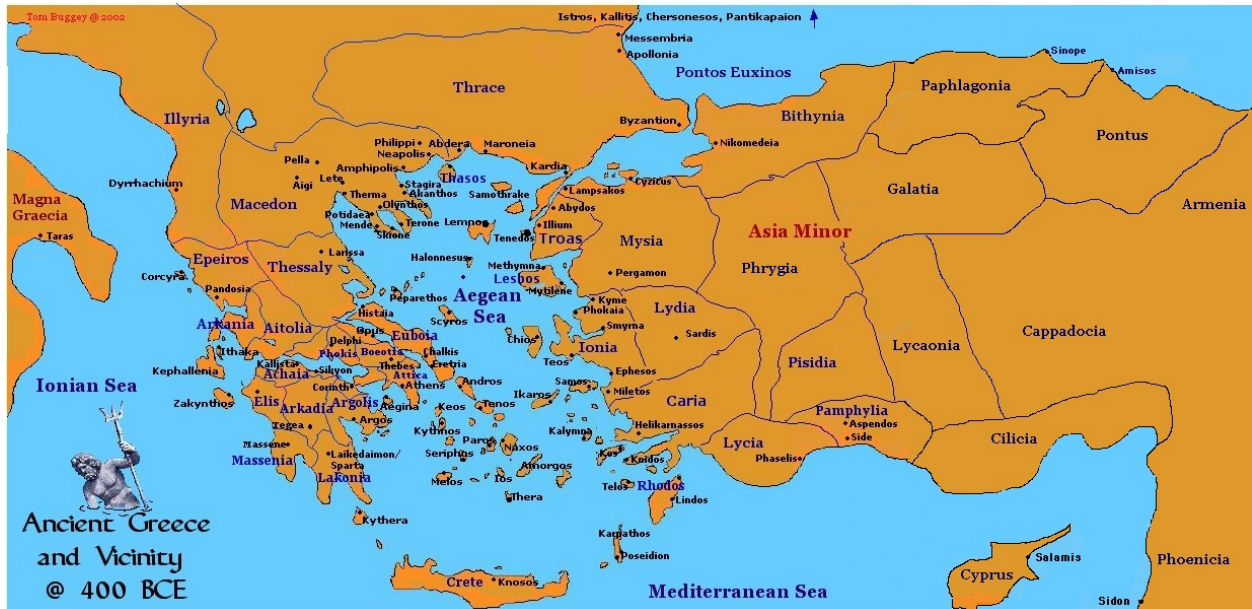 Tom Buggey @ 2002
Istros, Kallitis, Chersonesos, Pantikapaion
Messembria
Apollonia
Pontos Euxinos
Sinope
Amisos
Paphlagonia
Thrace
Illyria
Byzantion
Bithynia
Pontus
Nikomedeia
Philippi
Abdera
Maroneia
Neapolis
Pella
Amphipolis
Kardia
Thasos
Aigi
Lete
Stagira
Akanthos
Samothrake
Cyzicus
Lampsakos
Galatia
Dyrrhachium
Therma
Magna
Graecia
Macedon
Olynthos
Abydos
Armenia
Potidaea
Mende
Terone
Lemnos
Illium
Skione
Taras
Tenedos
Troas
Asia Minor
Mysia
Epeiros
Larissa
Thessaly
Halonnesus
Methymna
Phrygia
Corcyra
Lesbos
Pergamon
Pandosia
Peparethos
Mytilene
Aegean
Sea
Kyme
Phokaia
Histaia
Lydia
Arkania
Aitolia
Scyros
Smyrna
Cappadocia
Opus
Euboia
Delphi
Chios
Sardis
Ionia
Lycaonia
Ithaka
Phokis
Boeotis
Chalkis
Teos
Pisidia
Kallista
Thebes
Eretria
Kephallenia
Sikyon
Achaia
Attica
Ephesos
Ionian Sea
Corinth
Athens
Andros
Samos
Miletos
Zakynthos
Elis
Arkadia
Argolis
Aegina
Keos
Tenos
Ikaros
Caria
Pamphylia
Tegea
Argos
Kythnos
Aspendos
Massene
Paros
Naxos
Kalymna
Helikarnassos
Side
Lycia
Cilicia
Massenia
Laikedaimon/
Sparta
Seriphos
Kos
Knidos
Phaselis
Lakonia
Melos
Ios
Amorgos
Telos
Rhodos
Thera
Lindos
Kythera
Ancient Greece
and Vicinity
@ 400 BCE
Karpathos
Poseidion
Salamis
Phoenicia
Crete
Knosos
Cyprus
Mediterranean Sea
Sidon